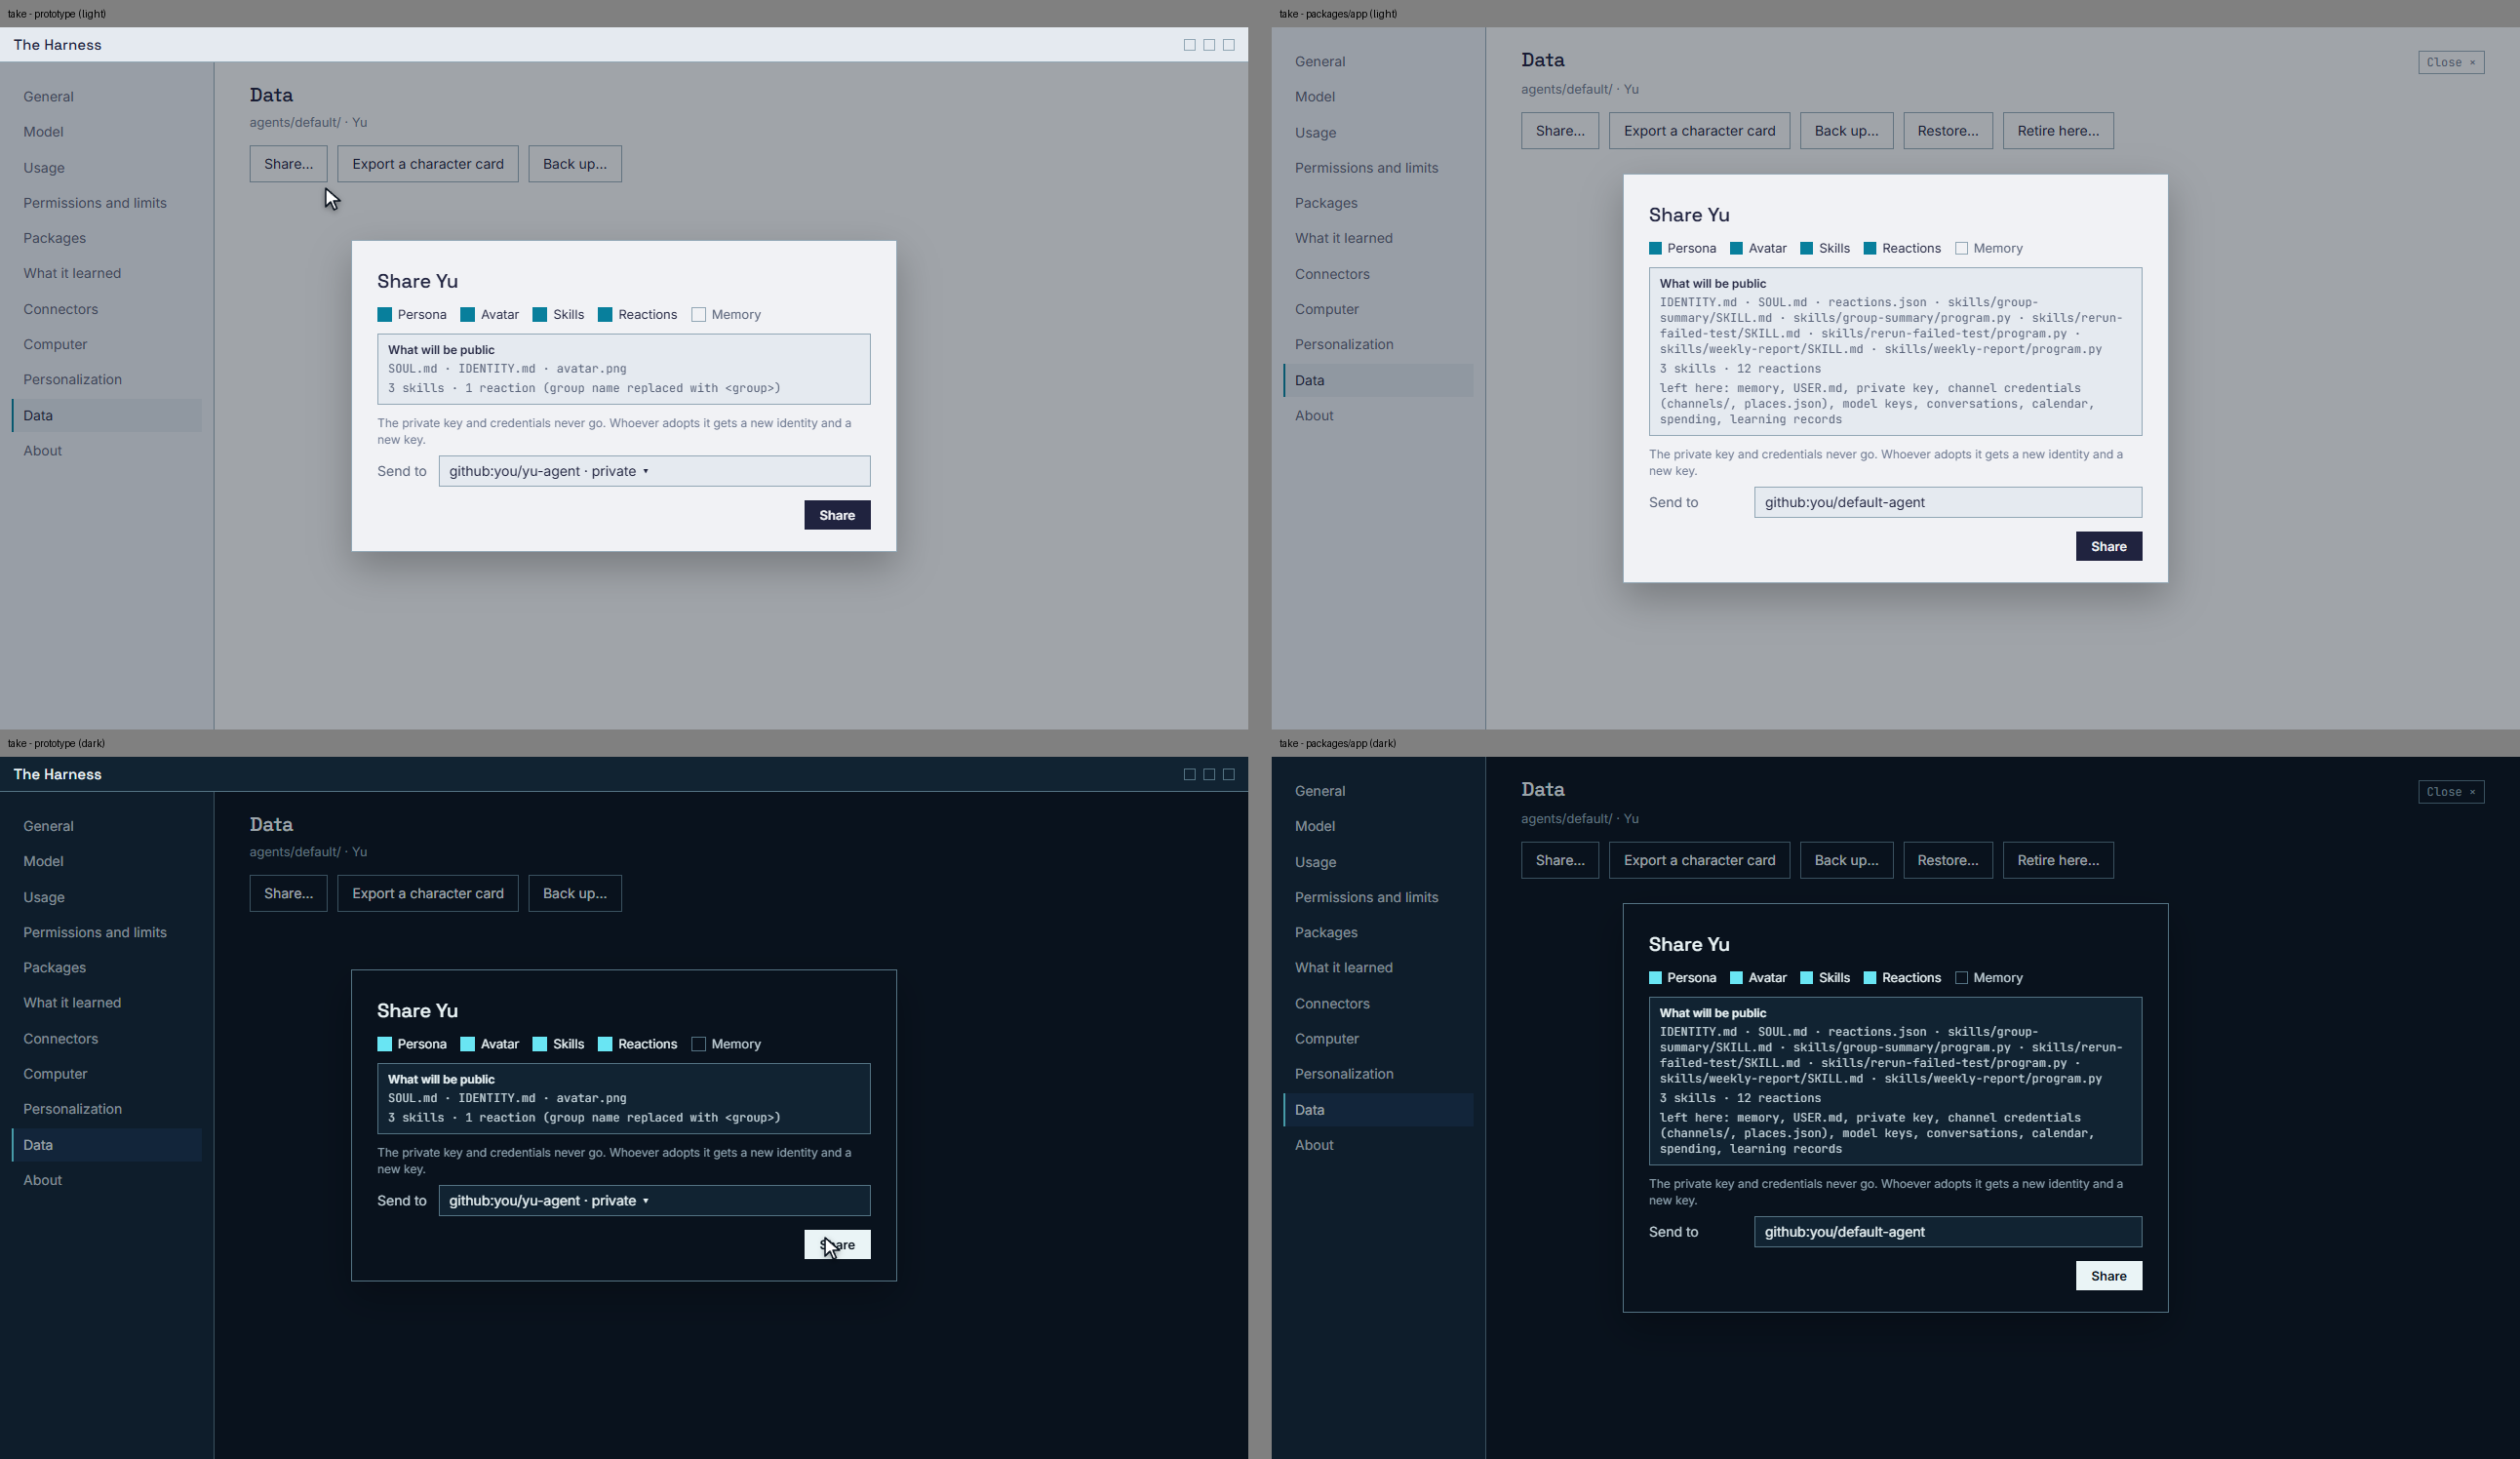 take - prototype (light)
The Harness
General
Model
Usage
Permissions and limits
Packages
What it learned
Connectors
Computer
Personalization
Data
About
Data
agents/default/ · Yu
Share...
Export a character card
Back up...
Share Yu
Persona
Avatar
Skills
Reactions
Memory
What will be public
SOUL.md · IDENTITY.md · avatar.png
3 skills · 1 reaction (group name replaced with <group>)
The private key and credentials never go. Whoever adopts it gets a new identity and a
new key.
Send to
github:you/yu-agent · private ▾
Share
take - packages/app (light)
General
Model
Usage
Permissions and limits
Packages
What it learned
Connectors
Computer
Personalization
Data
About
Data
Close ×
agents/default/ · Yu
Share...
Export a character card
Back up...
Restore...
Retire here...
Share Yu
Persona
Avatar
Skills
Reactions
Memory
What will be public
IDENTITY.md · SOUL.md · reactions.json · skills/group-
summary/SKILL.md · skills/group-summary/program.py · skills/rerun-
failed-test/SKILL.md · skills/rerun-failed-test/program.py ·
skills/weekly-report/SKILL.md · skills/weekly-report/program.py
3 skills · 12 reactions
left here: memory, USER.md, private key, channel credentials
(channels/, places.json), model keys, conversations, calendar,
spending, learning records
The private key and credentials never go. Whoever adopts it gets a new identity and a
new key.
Send to
github:you/default-agent
Share
take - prototype (dark)
The Harness
General
Model
Usage
Permissions and limits
Packages
What it learned
Connectors
Computer
Personalization
Data
About
Data
agents/default/ · Yu
Share...
Export a character card
Back up...
Share Yu
Persona
Avatar
Skills
Reactions
Memory
What will be public
SOUL.md · IDENTITY.md · avatar.png
3 skills · 1 reaction (group name replaced with <group>)
The private key and credentials never go. Whoever adopts it gets a new identity and a
new key.
Send to
github:you/yu-agent · private ▾
Share
take - packages/app (dark)
General
Model
Usage
Permissions and limits
Packages
What it learned
Connectors
Computer
Personalization
Data
About
Data
Close ×
agents/default/ · Yu
Share...
Export a character card
Back up...
Restore...
Retire here...
Share Yu
Persona
Avatar
Skills
Reactions
Memory
What will be public
IDENTITY.md · SOUL.md · reactions.json · skills/group-
summary/SKILL.md · skills/group-summary/program.py · skills/rerun-
failed-test/SKILL.md · skills/rerun-failed-test/program.py ·
skills/weekly-report/SKILL.md · skills/weekly-report/program.py
3 skills · 12 reactions
left here: memory, USER.md, private key, channel credentials
(channels/, places.json), model keys, conversations, calendar,
spending, learning records
The private key and credentials never go. Whoever adopts it gets a new identity and a
new key.
Send to
github:you/default-agent
Share